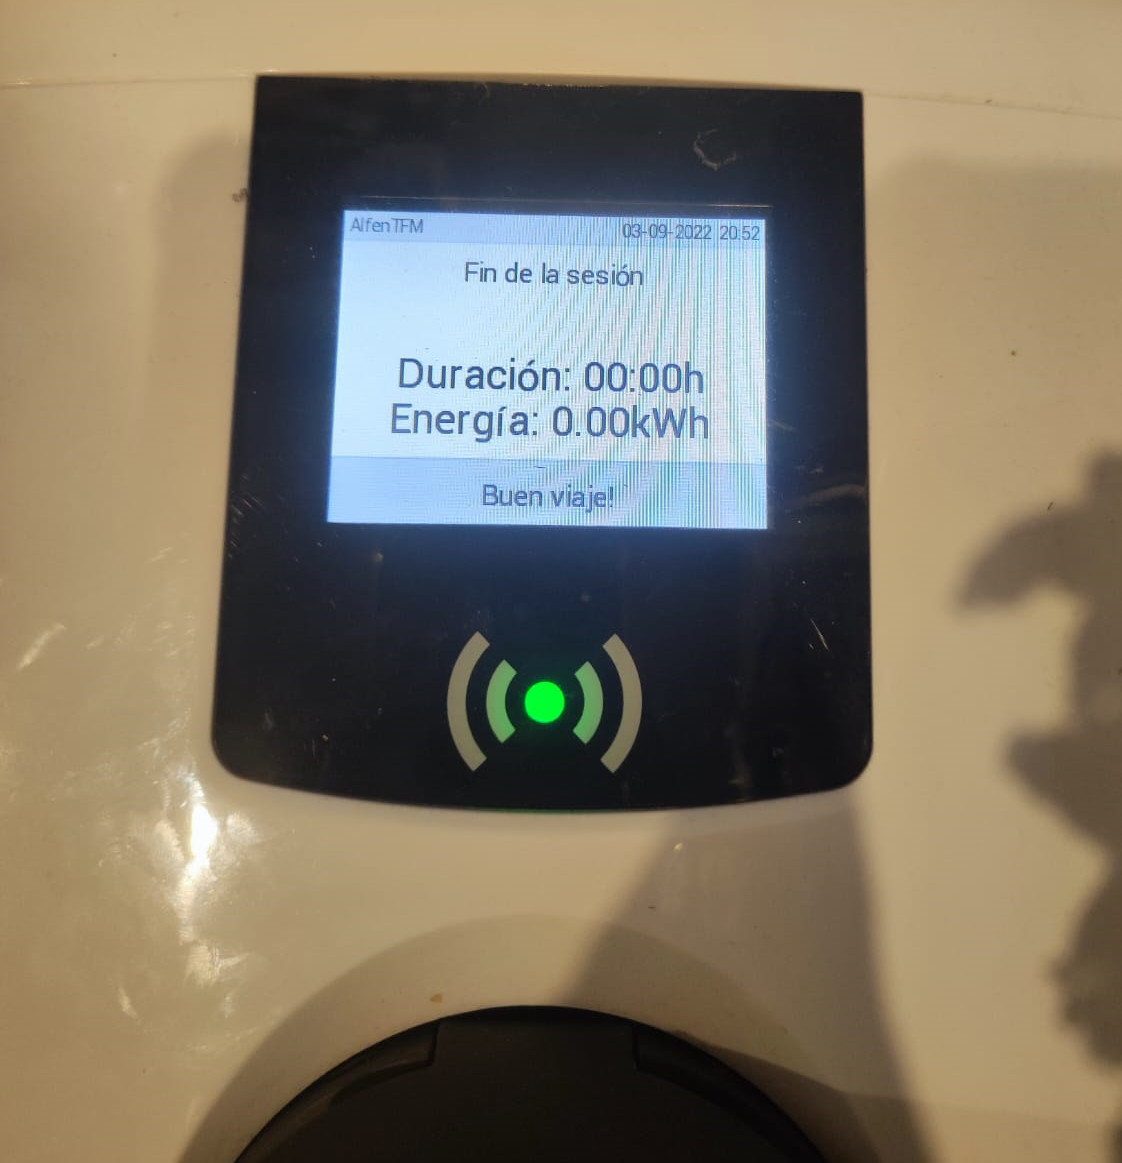 AlfenTFM 03-09-2022 20:52
Fin de la sesión
Duración: 00:00h
Energía: 0.00kWh
Buen viaje!